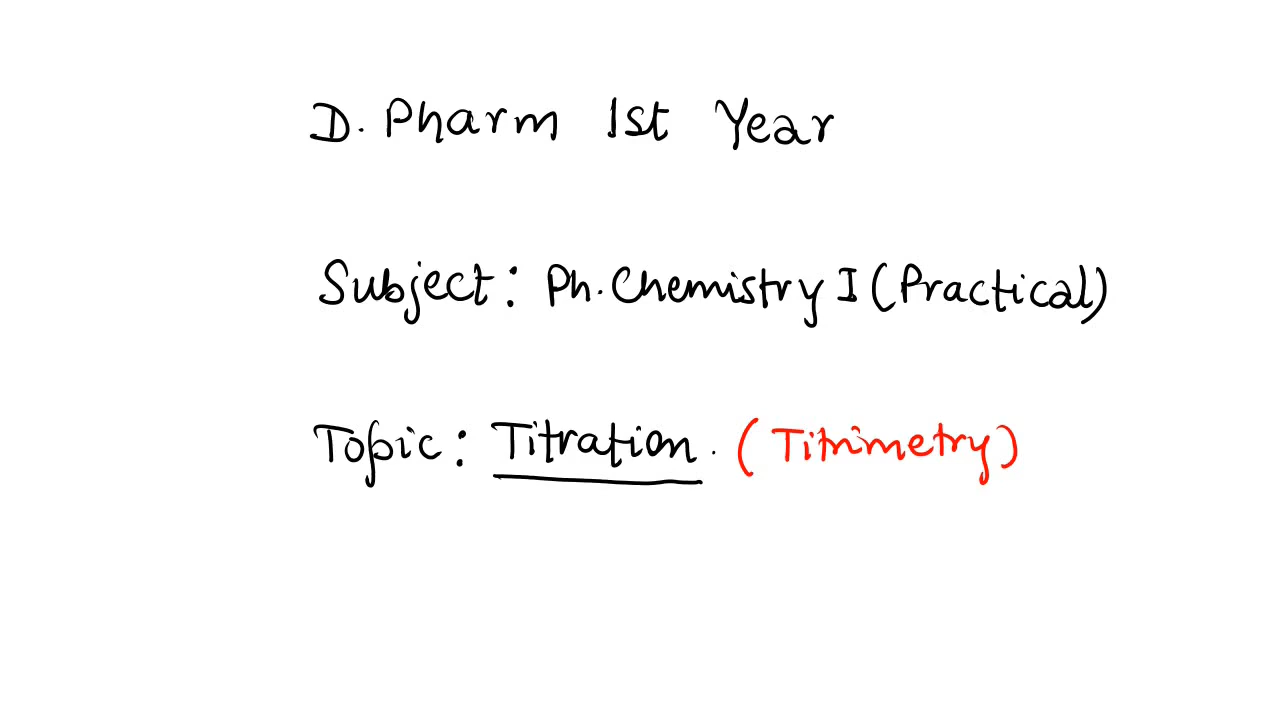 D. Pharm 1st Year
Subject: Ph. Chemistry I (Practical)
Topic: Titration. (Titrimetry)